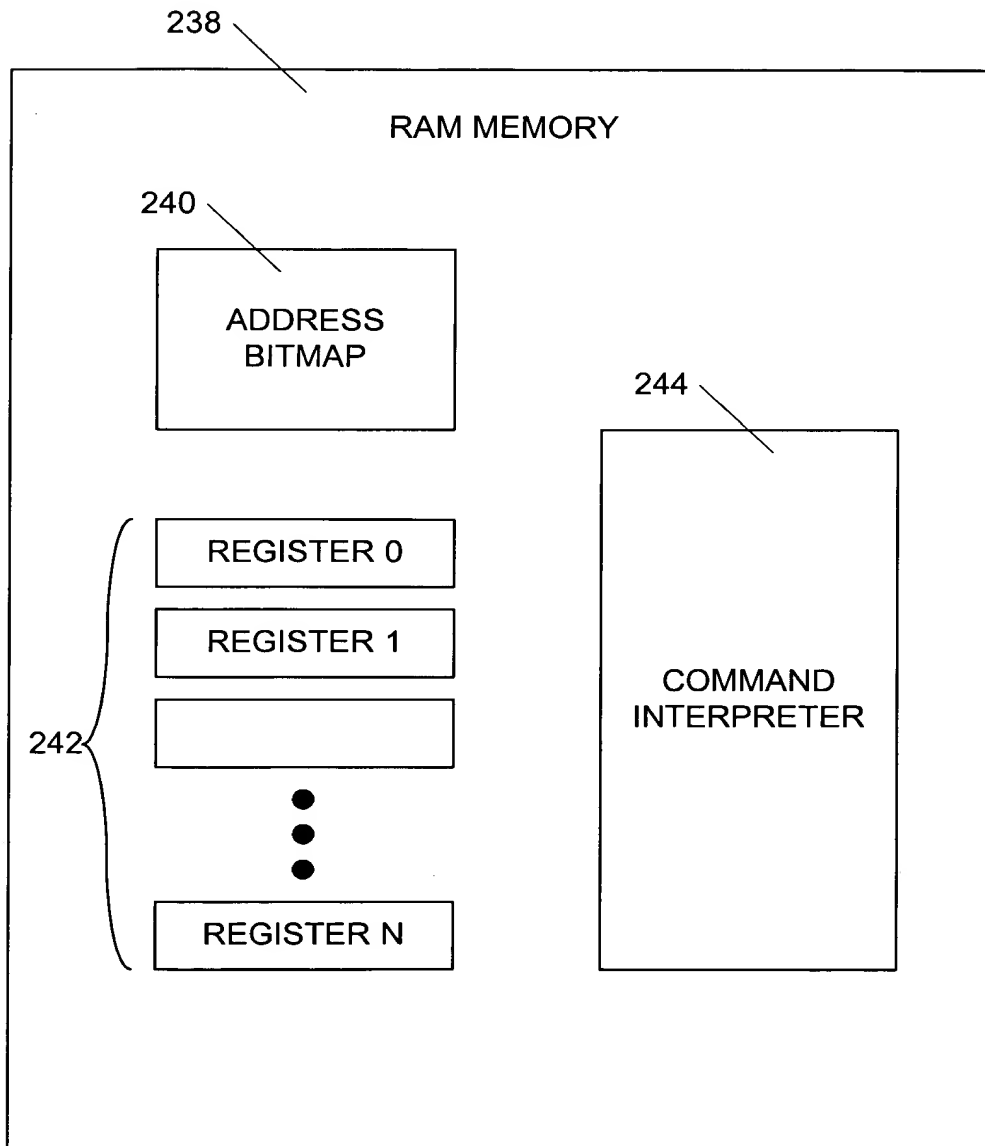 238
RAM MEMORY
240
ADDRESS
BITMAP
244
REGISTER 0
REGISTER 1
242
COMMAND
INTERPRETER
REGISTER N